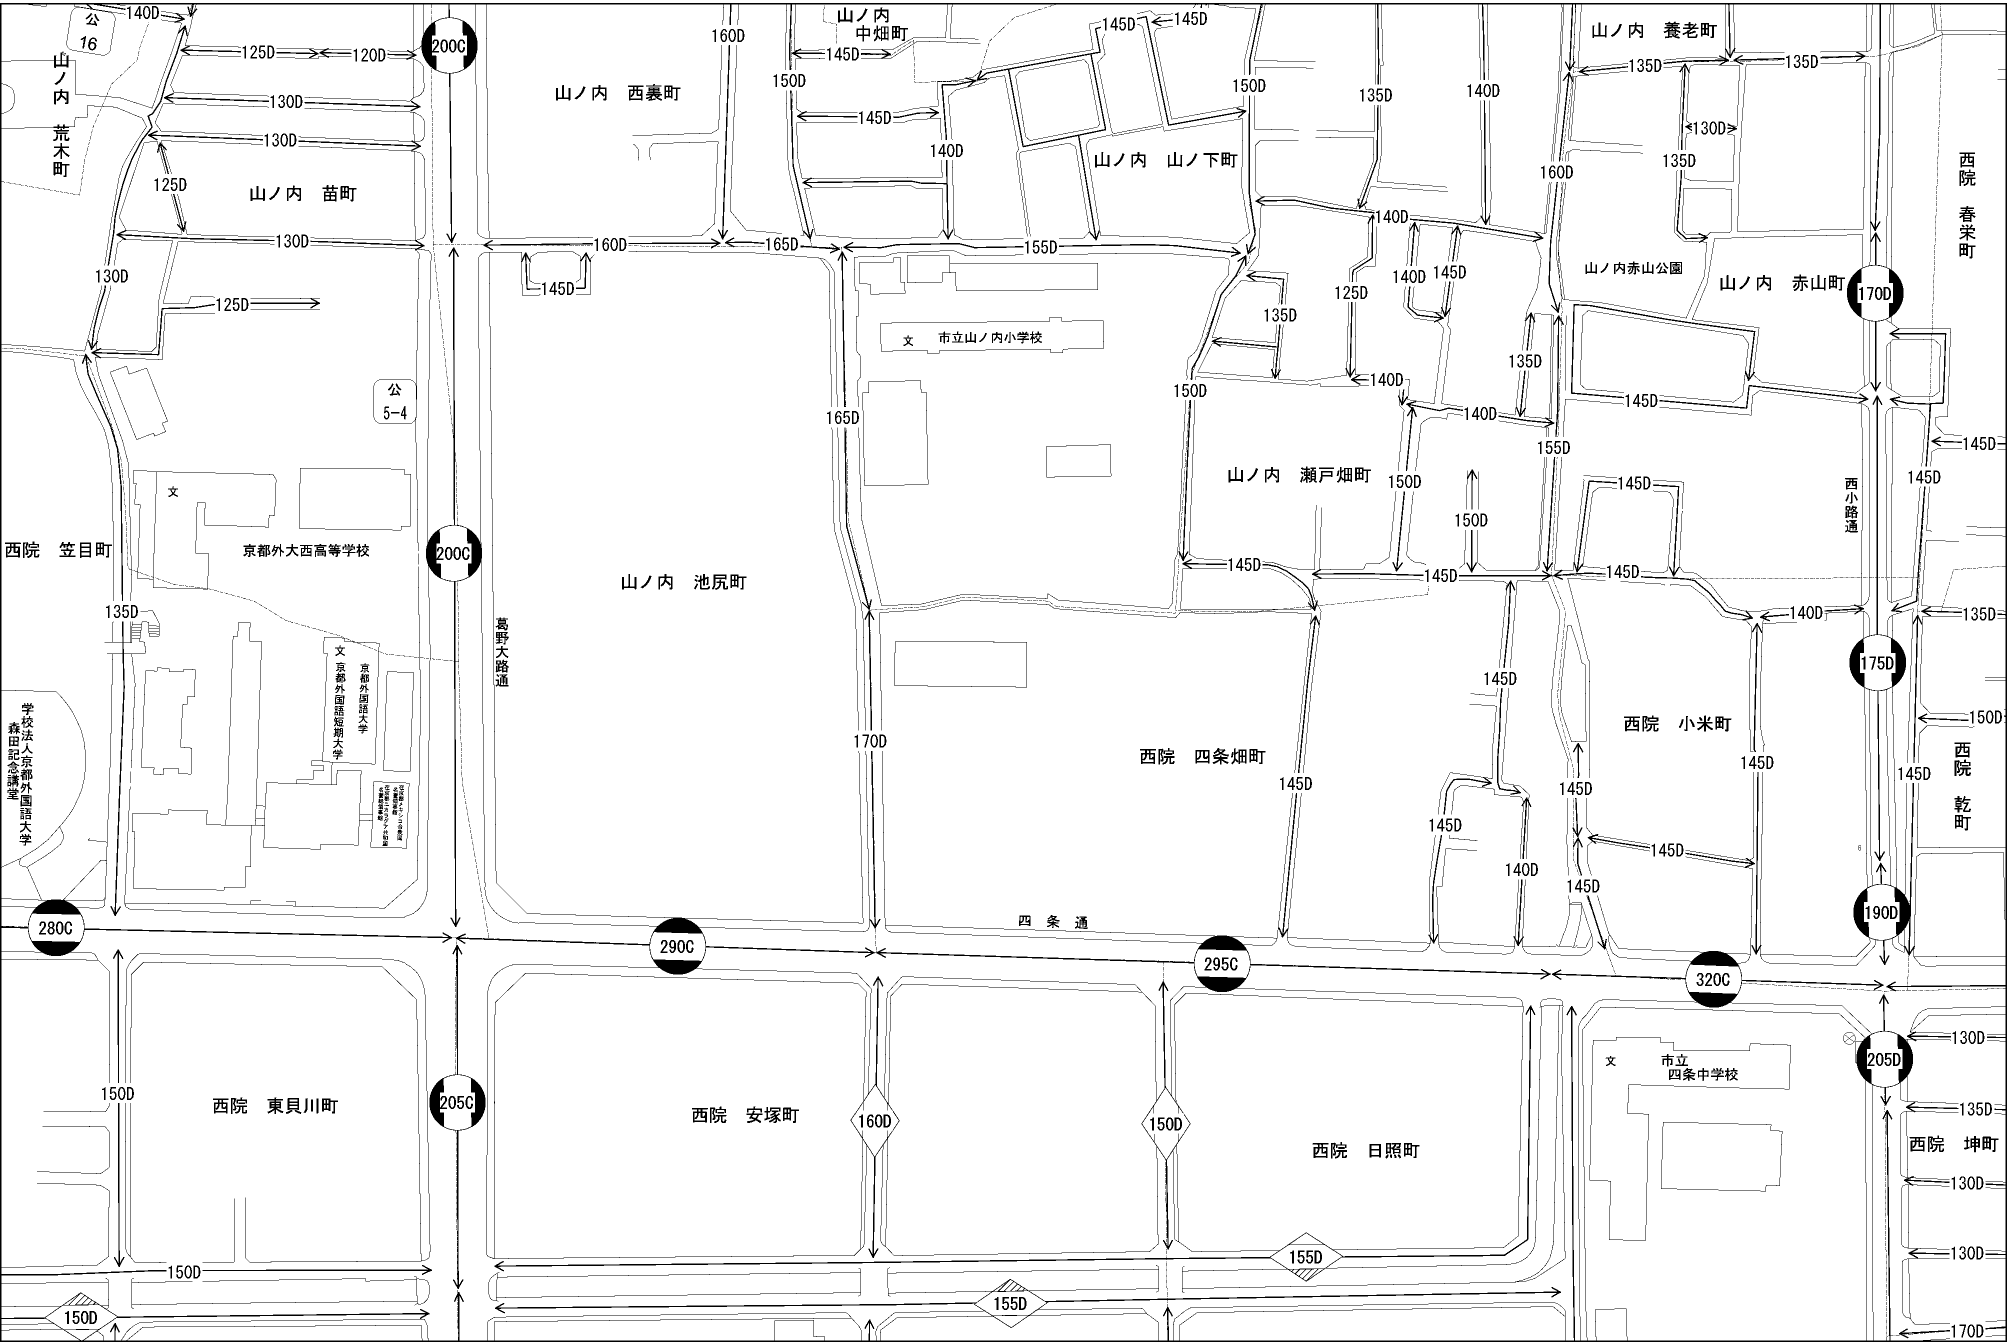 140D
公
16
山ノ内 荒木町
125D
120D
200C
130D
130D
125D
山ノ内 苗町
130D
130D
125D
公
5-4
文
京都外大西高等学校
西院 笠目町
135D
200C
葛野大路通
文
京都外国語大学
京都外国語短期大学
学校法人京都外国語大学
森田記念講堂
160D
山ノ内 西裏町
160D
165D
145D
山ノ内 池尻町
165D
170D
山ノ内
中畑町
145D
145D
145D
150D
145D
140D
山ノ内 山ノ下町
150D
155D
文
市立山ノ内小学校
135D
140D
140D
160D
140D
145D
125D
135D
135D
140D
140D
150D
山ノ内 瀬戸畑町
150D
150D
155D
145D
145D
145D
145D
山ノ内 養老町
135D
135D
130D
135D
山ノ内赤山公園
山ノ内 赤山町
170D
西院 春栄町
145D
145D
145D
西小路通
140D
135D
175D
150D
145D
西院 乾町
西院 四条畑町
145D
145D
145D
140D
145D
145D
145D
145D
西院 小米町
6
190D
280C
290C
四条通
295C
320C
150D
西院 東貝川町
205C
西院 安塚町
160D
150D
西院 日照町
文
市立
四条中学校
205D
130D
135D
西院 坤町
130D
130D
170D
150D
150D
155D
155D